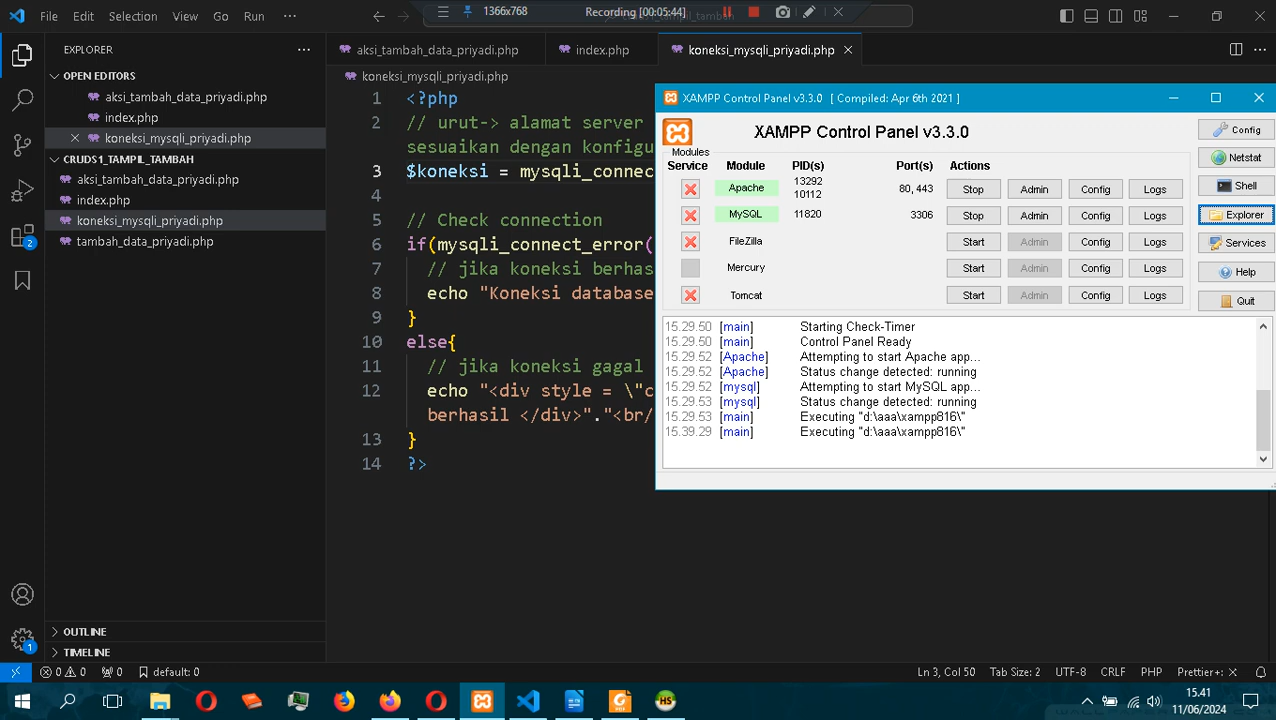 File Edit Selection View Go Run ···
1366x768 Recording [00:05:44]
EXPLORER ···
aksi_tambah_data_priyadi.php index.php koneksi_mysqli_priyadi.php
OPEN EDITORS
aksi_tambah_data_priyadi.php
index.php
koneksi_mysqli_priyadi.php
CRUDS1_TAMPIL_TAMBAH
aksi_tambah_data_priyadi.php
index.php
koneksi_mysqli_priyadi.php
tambah_data_priyadi.php
OUTLINE
TIMELINE
koneksi_mysqli_priyadi.php
1 <?php
2 // urut-> alamat server
sesuaikan dengan konfigu
3 $koneksi = mysqli_connec
4
5 // Check connection
6 if(mysqli_connect_error(
7 // jika koneksi berhas
8 echo "Koneksi database
9 }
10 else{
11 // jika koneksi gagal
12 echo "<div style = \"c
berhasil </div>"."<br/
13 }
14 ?>
XAMPP Control Panel v3.3.0 [ Compiled: Apr 6th 2021 ]
XAMPP Control Panel v3.3.0
Modules
Service Module PID(s) Port(s) Actions
Apache 13292 10112 80, 443 Stop Admin Config Logs
MySQL 11820 3306 Stop Admin Config Logs
FileZilla Start Admin Config Logs
Mercury Start Admin Config Logs
Tomcat Start Admin Config Logs
Config
Netstat
Shell
Explorer
Services
Help
Quit
15.29.50 [main] Starting Check-Timer
15.29.50 [main] Control Panel Ready
15.29.52 [Apache] Attempting to start Apache app...
15.29.52 [Apache] Status change detected: running
15.29.52 [mysql] Attempting to start MySQL app...
15.29.53 [mysql] Status change detected: running
15.29.53 [main] Executing "d:\aaa\xampp816\"
15.39.29 [main] Executing "d:\aaa\xampp816\"
0 0 0 default: 0 Ln 3, Col 50 Tab Size: 2 UTF-8 CRLF PHP Prettier+:
2
1
HS
15.41
11/06/2024